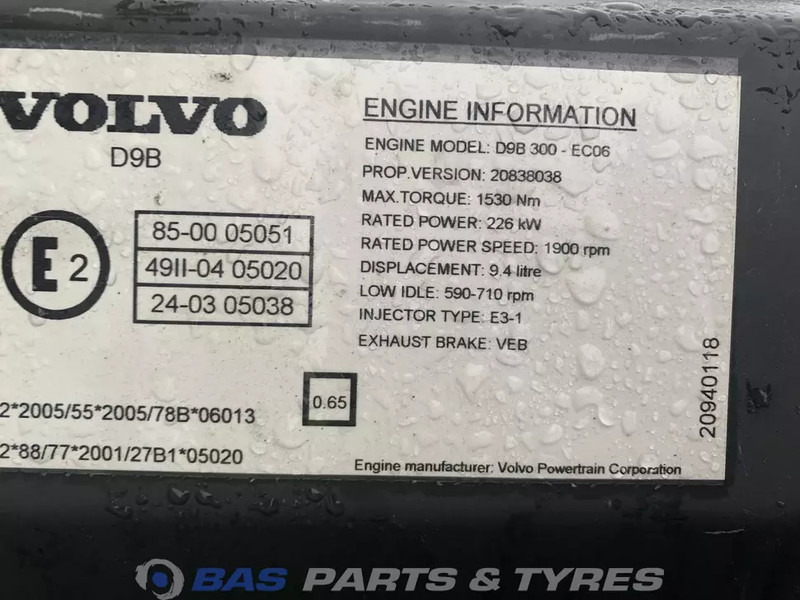 VOLVO
D9B
E 2
85-00 05051
49II-04 05020
24-03 05038
ENGINE INFORMATION
ENGINE MODEL: D9B 300 - EC06
PROP.VERSION: 20838038
MAX.TORQUE: 1530 Nm
RATED POWER: 226 kW
RATED POWER SPEED: 1900 rpm
DISPLACEMENT: 9.4 litre
LOW IDLE: 590-710 rpm
INJECTOR TYPE: E3-1
EXHAUST BRAKE: VEB
0.65
2*2005/55*2005/78B*06013
2*88/77*2001/27B1*05020
Engine manufacturer: Volvo Powertrain Corporation
20940118
BAS PARTS & TYRES